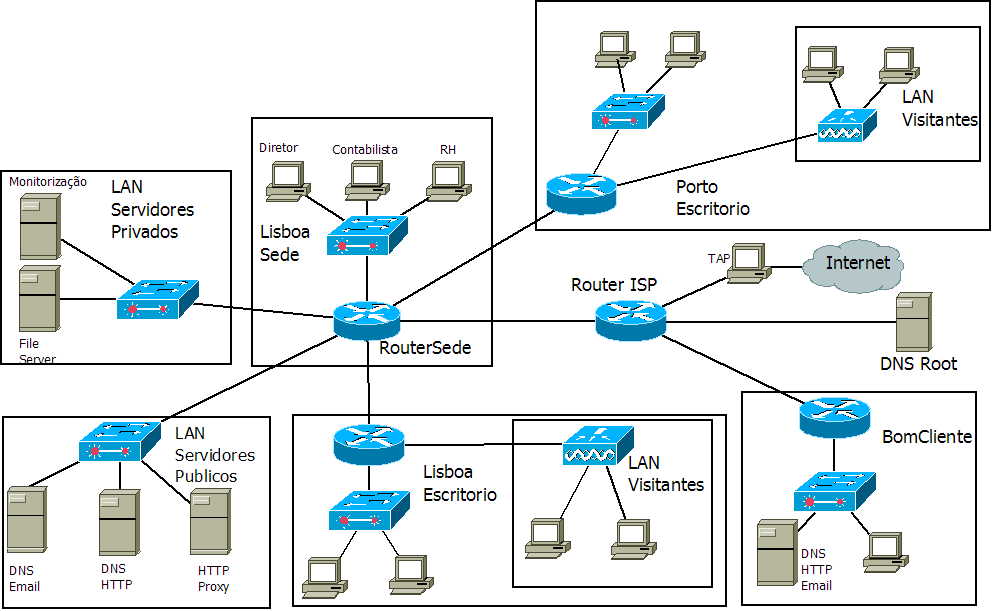 LAN
Visitantes
Porto
Escritorio
Diretor
Contabilista
RH
Lisboa
Sede
RouterSede
Monitorização
LAN
Servidores
Privados
File
Server
Router ISP
TAP
Internet
DNS Root
LAN
Servidores
Publicos
DNS
Email
DNS
HTTP
HTTP
Proxy
Lisboa
Escritorio
LAN
Visitantes
BomCliente
DNS
HTTP
Email